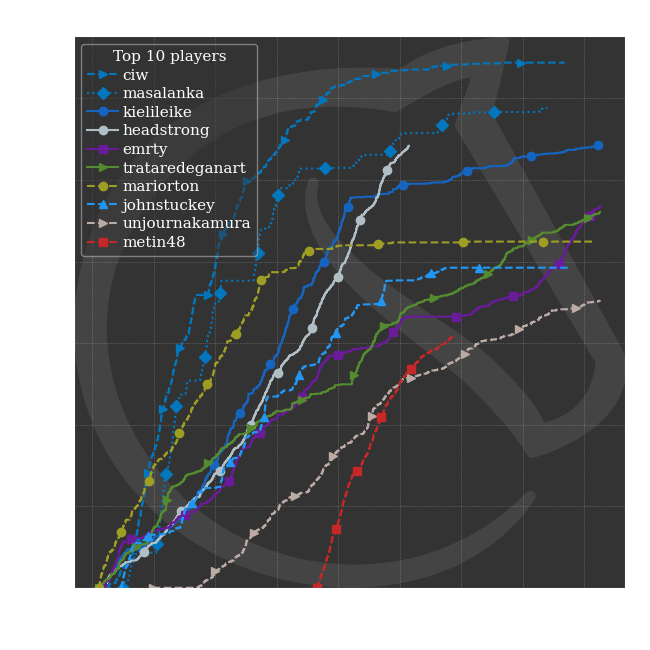 Top 10 players
ciw
masalanka
kielileike
headstrong
emrty
trataredeganart
mariorton
johnstuckey
unjournakamura
metin48